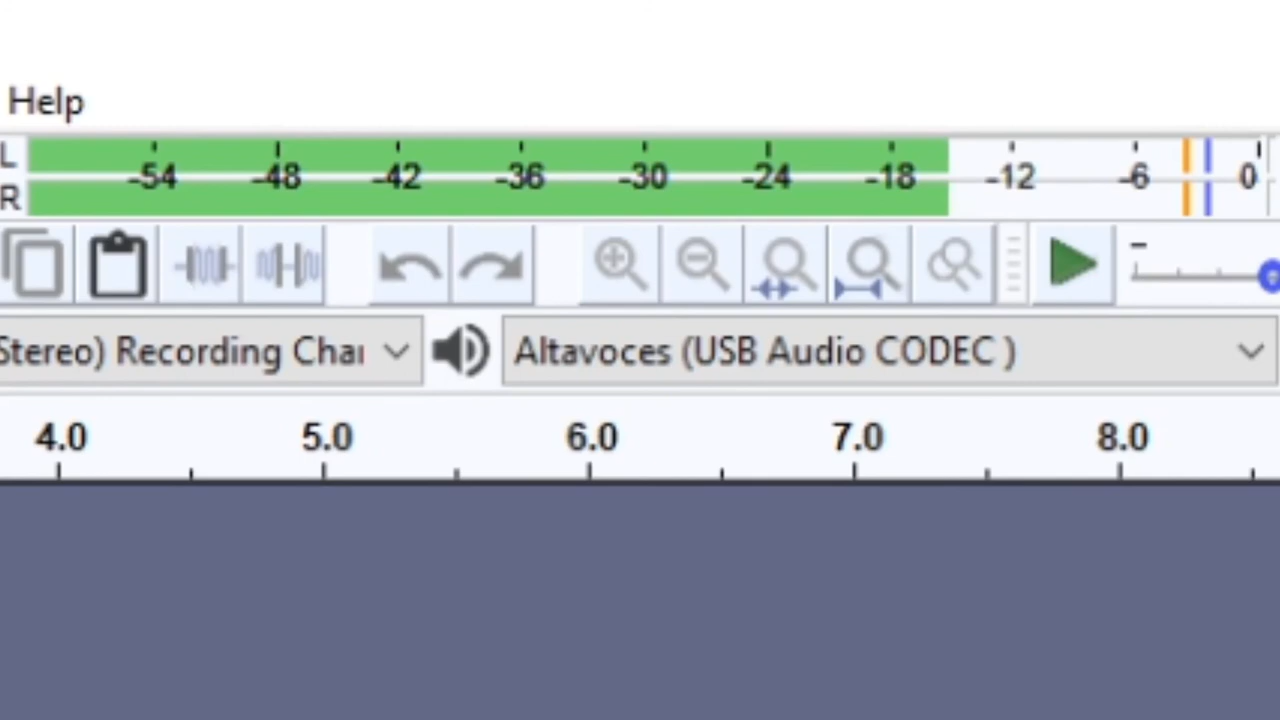 Help
L
-54 -48 -42 -36 -30 -24 -18 -12 -6 0
R
Stereo) Recording Chai
Altavoces (USB Audio CODEC )
4.0 5.0 6.0 7.0 8.0